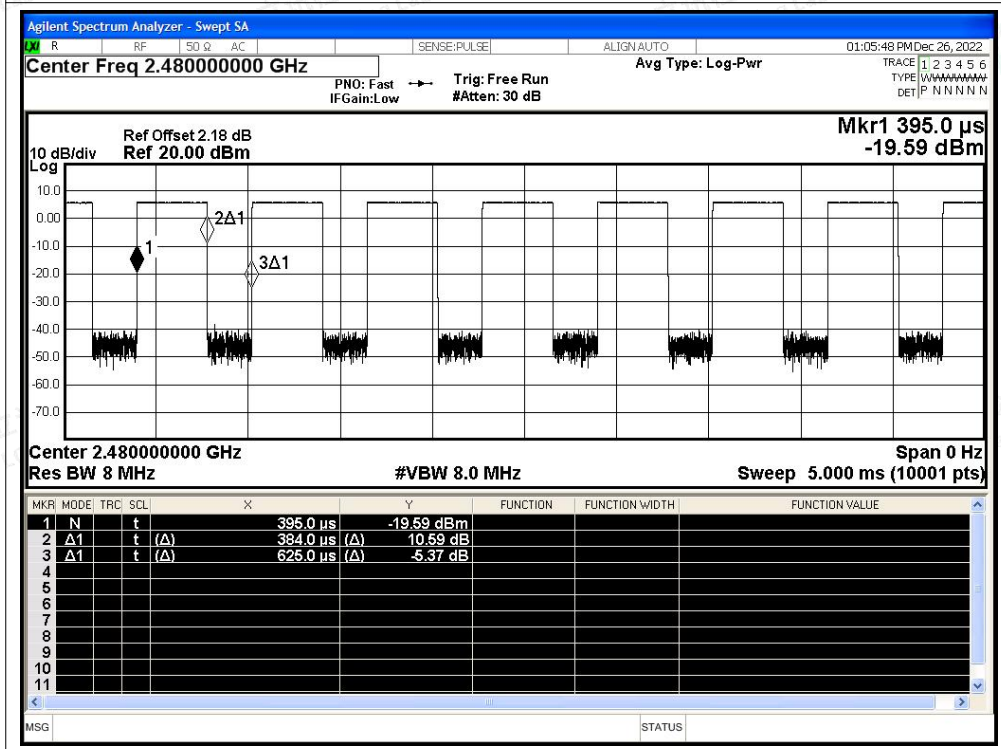 Agilent Spectrum Analyzer - Swept SA
LXI R RF 50 Ω AC SENSE:PULSE ALIGN AUTO 01:05:48 PM Dec 26, 2022
Center Freq 2.480000000 GHz Avg Type: Log-Pwr TRACE 1 2 3 4 5 6
PNO: Fast Trig: Free Run TYPE WWWWWW
IFGain:Low #Atten: 30 dB DET P N N N N N
Mkr1 395.0 µs
Ref Offset 2.18 dB
10 dB/div Ref 20.00 dBm -19.59 dBm
Log
10.0
0.00
2Δ1
-10.0
1
3Δ1
-20.0
-30.0
-40.0
-50.0
-60.0
-70.0
Center 2.480000000 GHz Span 0 Hz
Res BW 8 MHz #VBW 8.0 MHz Sweep 5.000 ms (10001 pts)
MKR MODE TRC SCL X Y FUNCTION FUNCTION WIDTH FUNCTION VALUE
1 N t 395.0 µs -19.59 dBm
2 Δ1 t (Δ) 384.0 µs (Δ) 10.59 dB
3 Δ1 t (Δ) 625.0 µs (Δ) -5.37 dB
4
5
6
7
8
9
10
11
MSG STATUS